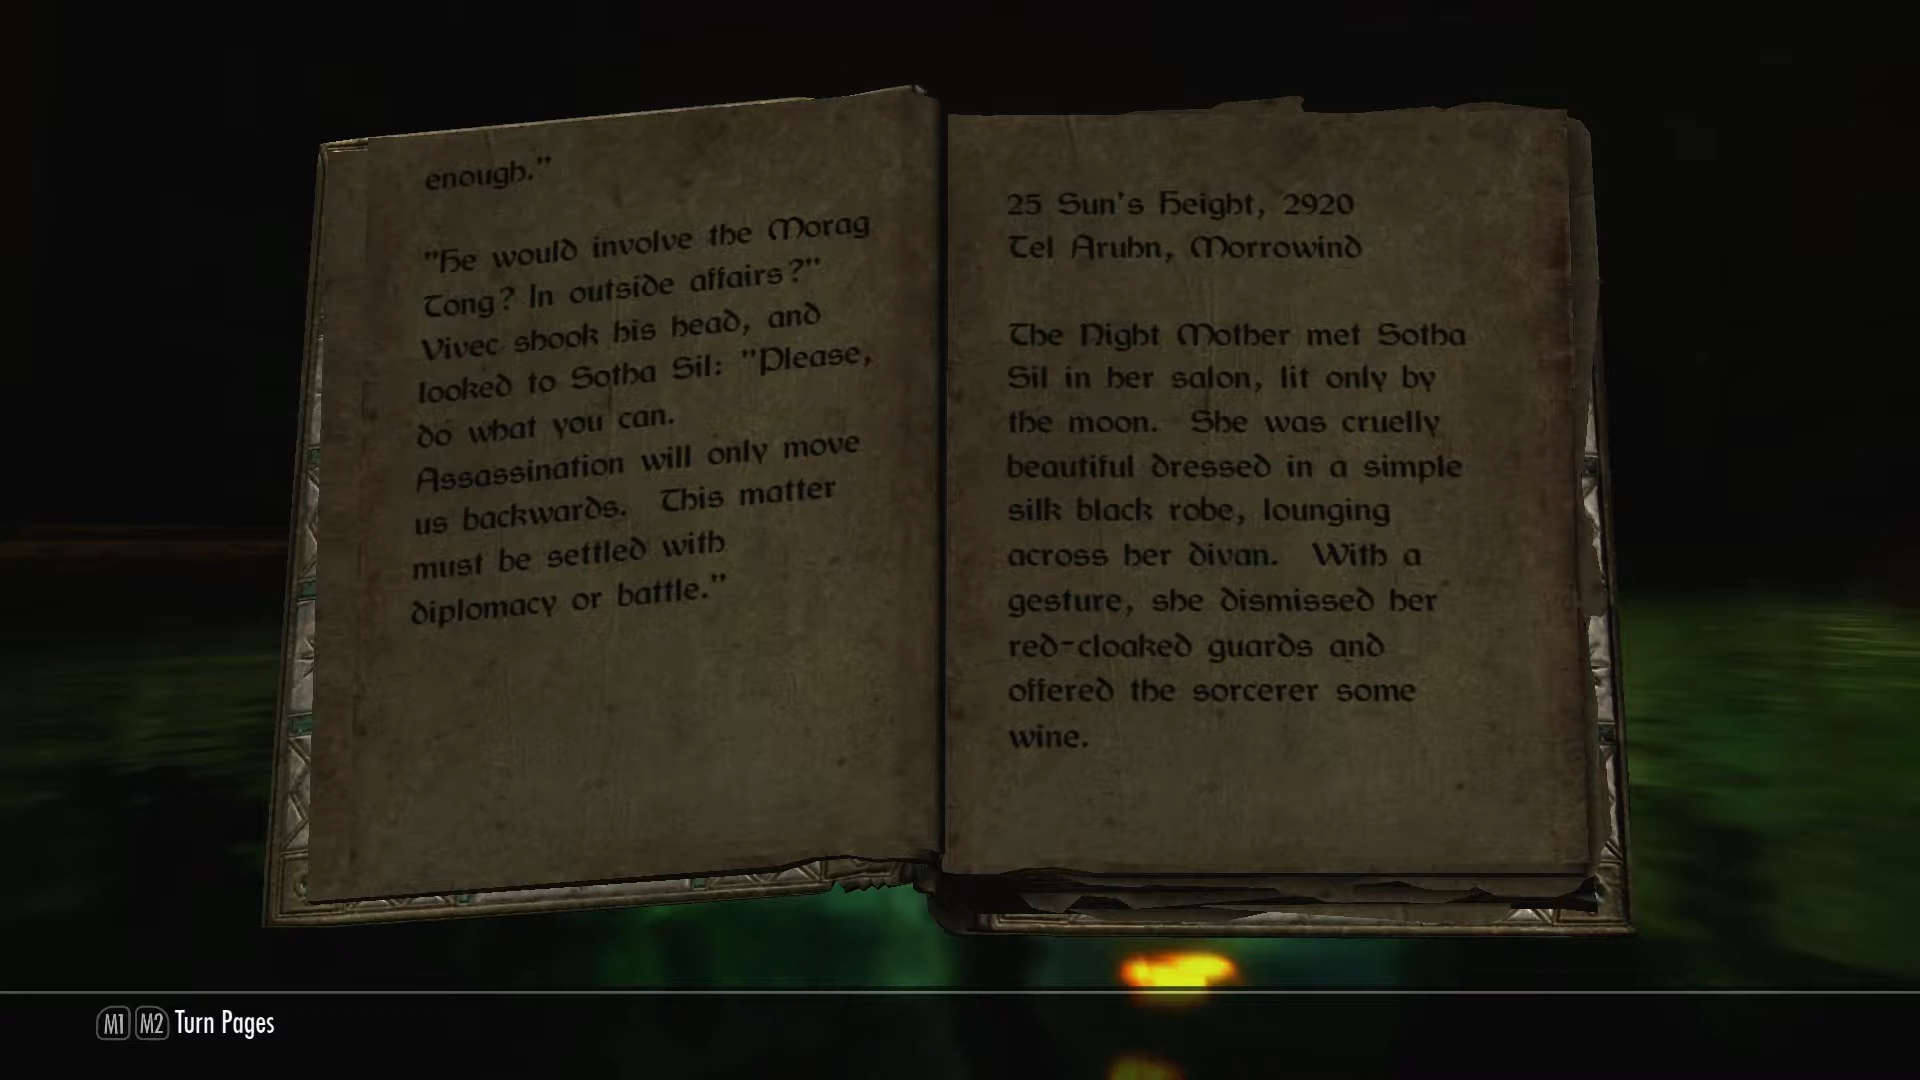 enough."
"He would involve the Morag
Tong? In outside affairs?"
Vivec shook his head, and
looked to Sotha Sil: "Please,
do what you can.
Assassination will only move
us backwards. This matter
must be settled with
diplomacy or battle."
25 Sun's Height, 2920
Tel Aruhn, Morrowind
The Night Mother met Sotha
Sil in her salon, lit only by
the moon. She was cruelly
beautiful dressed in a simple
silk black robe, lounging
across her divan. With a
gesture, she dismissed her
red-cloaked guards and
offered the sorcerer some
wine.
M1 M2 Turn Pages